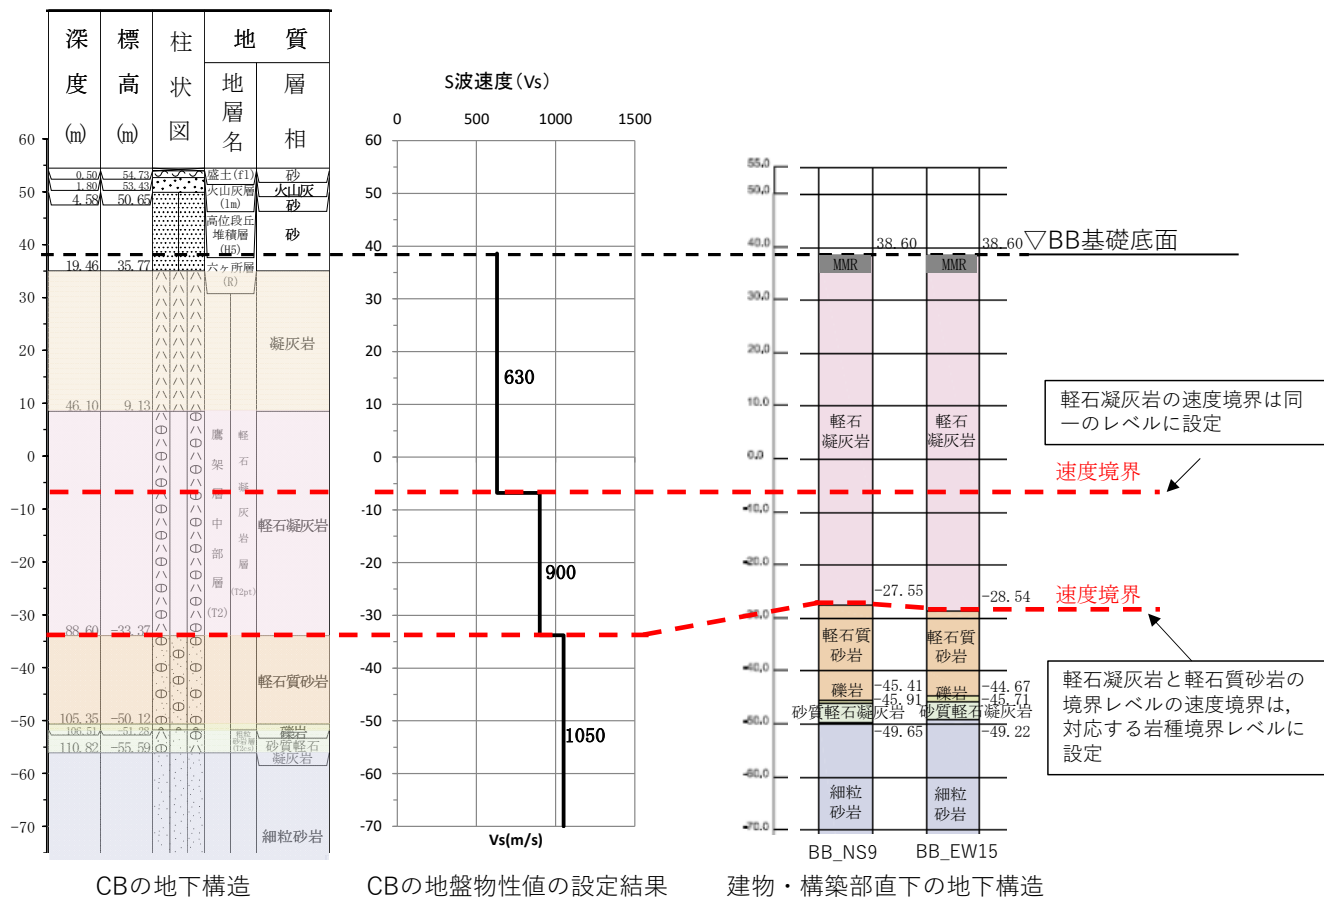 深度(m)
標高(m)
柱状図
地質
地層名
層相
60
50
40
30
20
10
0
-10
-20
-30
-40
-50
-60
-70
0.50 54.73 盛土(fl) 砂
1.80 53.43 火山灰層(lm) 火山灰
4.58 50.65 砂
高位段丘
堆積層
(H5)
砂
19.46 35.77 六ヶ所層
(R)
凝灰岩
46.10 9.13
鷹架層中部層(T2)
軽石凝灰岩層(T2pt)
軽石凝灰岩
88.60 -33.37
軽石質砂岩
105.35 -50.12
106.51 -51.28 礫岩
110.82 -55.59 砂質軽石
凝灰岩
細粒砂岩
CBの地下構造
S波速度(Vs)
0 500 1000 1500
60
50
40
30
20
10
0
-10
-20
-30
-40
-50
-60
-70
630
900
1050
Vs(m/s)
CBの地盤物性値の設定結果
55.0
50.0
40.0
30.0
20.0
10.0
0.0
-10.0
-20.0
-30.0
-40.0
-50.0
-60.0
-70.0
38.60 38.60 ▽BB基礎底面
MMR MMR
軽石
凝灰岩
軽石
凝灰岩
速度境界
-27.55 -28.54
速度境界
軽石質
砂岩
軽石質
砂岩
礫岩 -45.41 礫岩 -44.67
-45.91 -45.71
砂質軽石凝灰岩 砂質軽石凝灰岩
-49.65 -49.22
細粒
砂岩
細粒
砂岩
BB_NS9 BB_EW15
建物・構築部直下の地下構造
軽石凝灰岩の速度境界は同
一のレベルに設定
軽石凝灰岩と軽石質砂岩の
境界レベルの速度境界は,
対応する岩種境界レベルに
設定